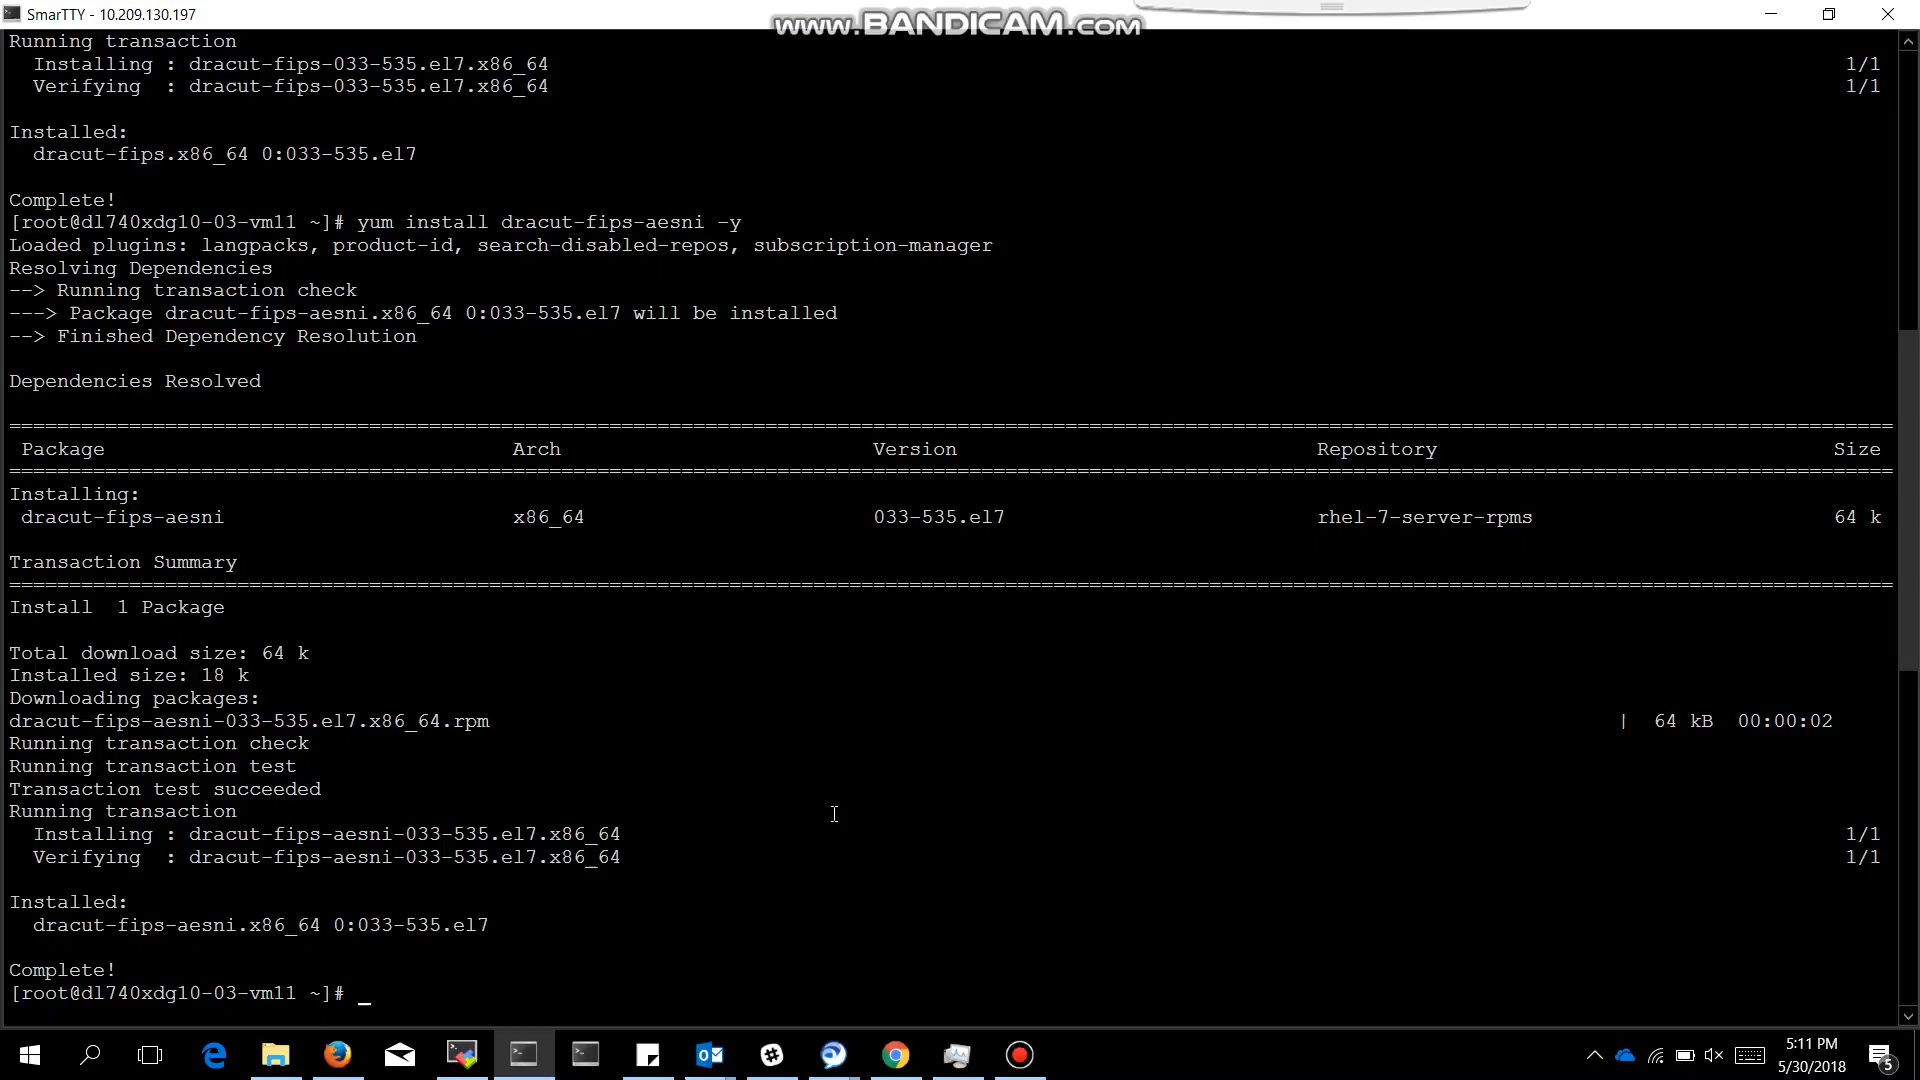 SmarTTY - 10.209.130.197
www.BANDICAM.com
Running transaction
Installing : dracut-fips-033-535.el7.x86_64 1/1
Verifying : dracut-fips-033-535.el7.x86_64 1/1
Installed:
dracut-fips.x86_64 0:033-535.el7
Complete!
[root@dl740xdg10-03-vm11 ~]# yum install dracut-fips-aesni -y
Loaded plugins: langpacks, product-id, search-disabled-repos, subscription-manager
Resolving Dependencies
--> Running transaction check
---> Package dracut-fips-aesni.x86_64 0:033-535.el7 will be installed
--> Finished Dependency Resolution
Dependencies Resolved
================================================================================
Package Arch Version Repository Size
================================================================================
Installing:
dracut-fips-aesni x86_64 033-535.el7 rhel-7-server-rpms 64 k
Transaction Summary
================================================================================
Install 1 Package
Total download size: 64 k
Installed size: 18 k
Downloading packages:
dracut-fips-aesni-033-535.el7.x86_64.rpm | 64 kB 00:00:02
Running transaction check
Running transaction test
Transaction test succeeded
Running transaction
Installing : dracut-fips-aesni-033-535.el7.x86_64 1/1
Verifying : dracut-fips-aesni-033-535.el7.x86_64 1/1
Installed:
dracut-fips-aesni.x86_64 0:033-535.el7
Complete!
[root@dl740xdg10-03-vm11 ~]# _
5:11 PM
5/30/2018
5